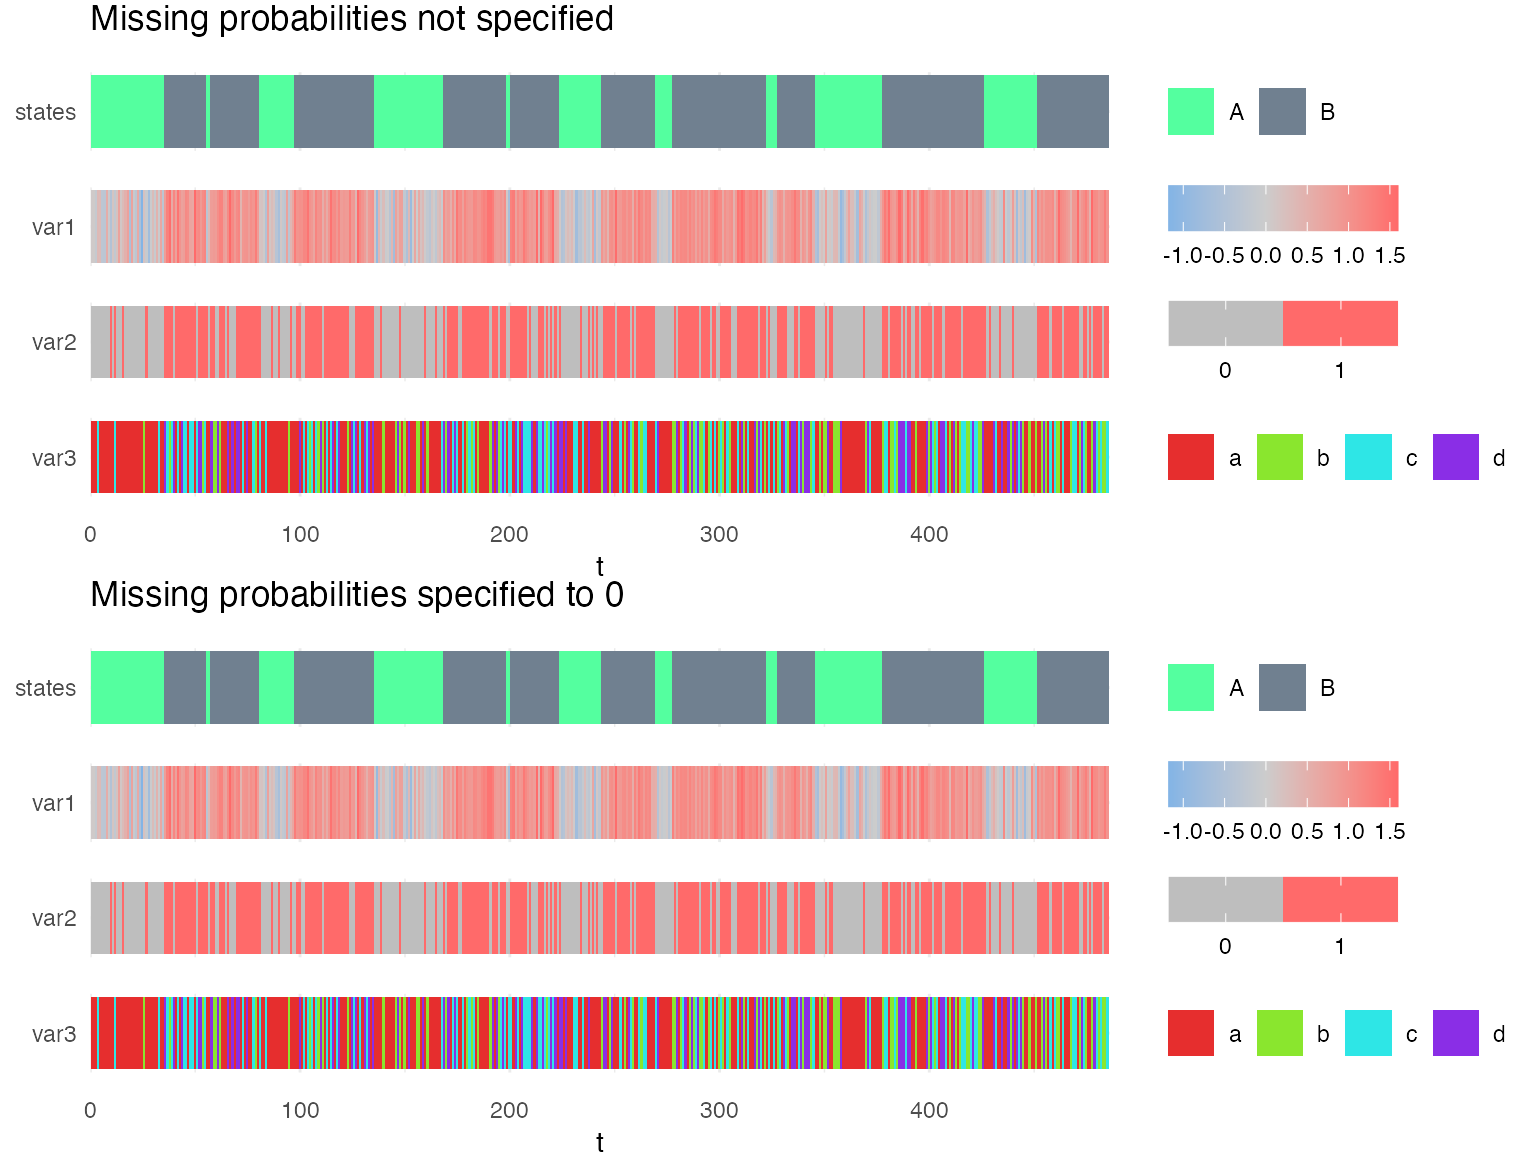 Missing probabilities not specified
states
A B
var1
-1.0 -0.5 0.0 0.5 1.0 1.5
var2
0 1
var3
a b c d
0 100 200 300 400
t
Missing probabilities specified to 0
states
A B
var1
-1.0 -0.5 0.0 0.5 1.0 1.5
var2
0 1
var3
a b c d
0 100 200 300 400
t